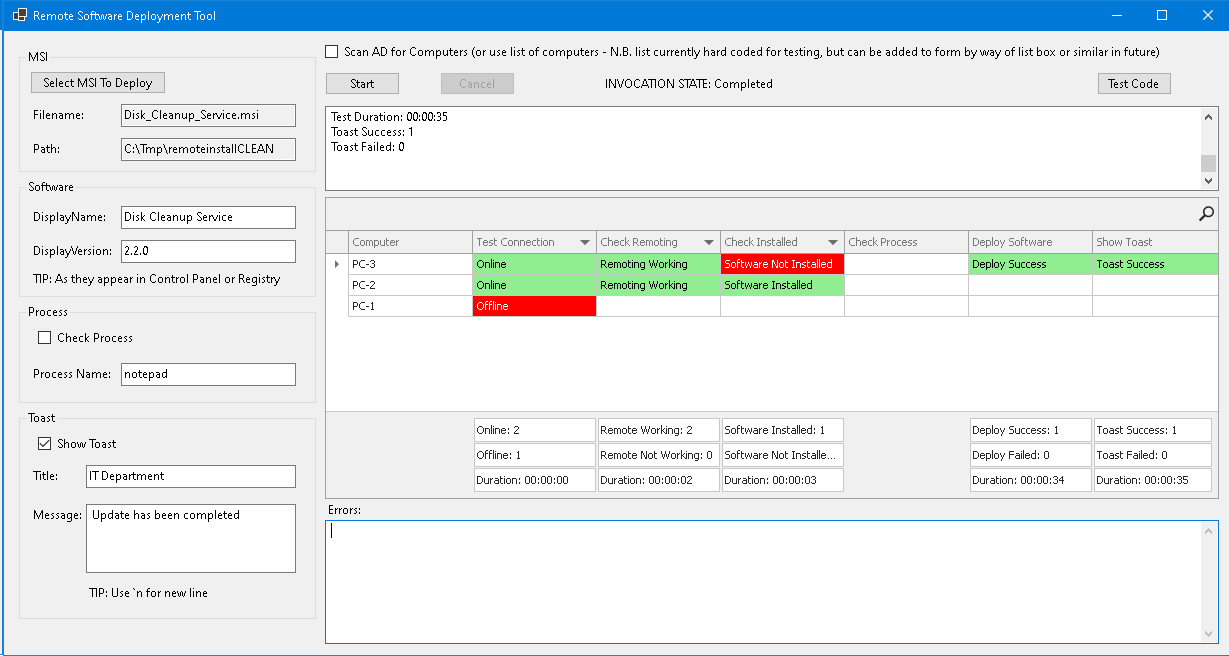 Remote Software Deployment Tool
MSI
Select MSI To Deploy
Filename: Disk_Cleanup_Service.msi
Path: C:\Tmp\remoteinstallCLEAN
Software
DisplayName: Disk Cleanup Service
DisplayVersion: 2.2.0
TIP: As they appear in Control Panel or Registry
Process
Check Process
Process Name: notepad
Toast
Show Toast
Title: IT Department
Message: Update has been completed
TIP: Use `n for new line
Scan AD for Computers (or use list of computers - N.B. list currently hard coded for testing, but can be added to form by way of list box or similar in future)
Start Cancel INVOCATION STATE: Completed Test Code
Test Duration: 00:00:35
Toast Success: 1
Toast Failed: 0
Computer Test Connection Check Remoting Check Installed Check Process Deploy Software Show Toast
PC-3 Online Remoting Working Software Not Installed Deploy Success Toast Success
PC-2 Online Remoting Working Software Installed
PC-1 Offline
Online: 2 Remote Working: 2 Software Installed: 1 Deploy Success: 1 Toast Success: 1
Offline: 1 Remote Not Working: 0 Software Not Installe... Deploy Failed: 0 Toast Failed: 0
Duration: 00:00:00 Duration: 00:00:02 Duration: 00:00:03 Duration: 00:00:34 Duration: 00:00:35
Errors: